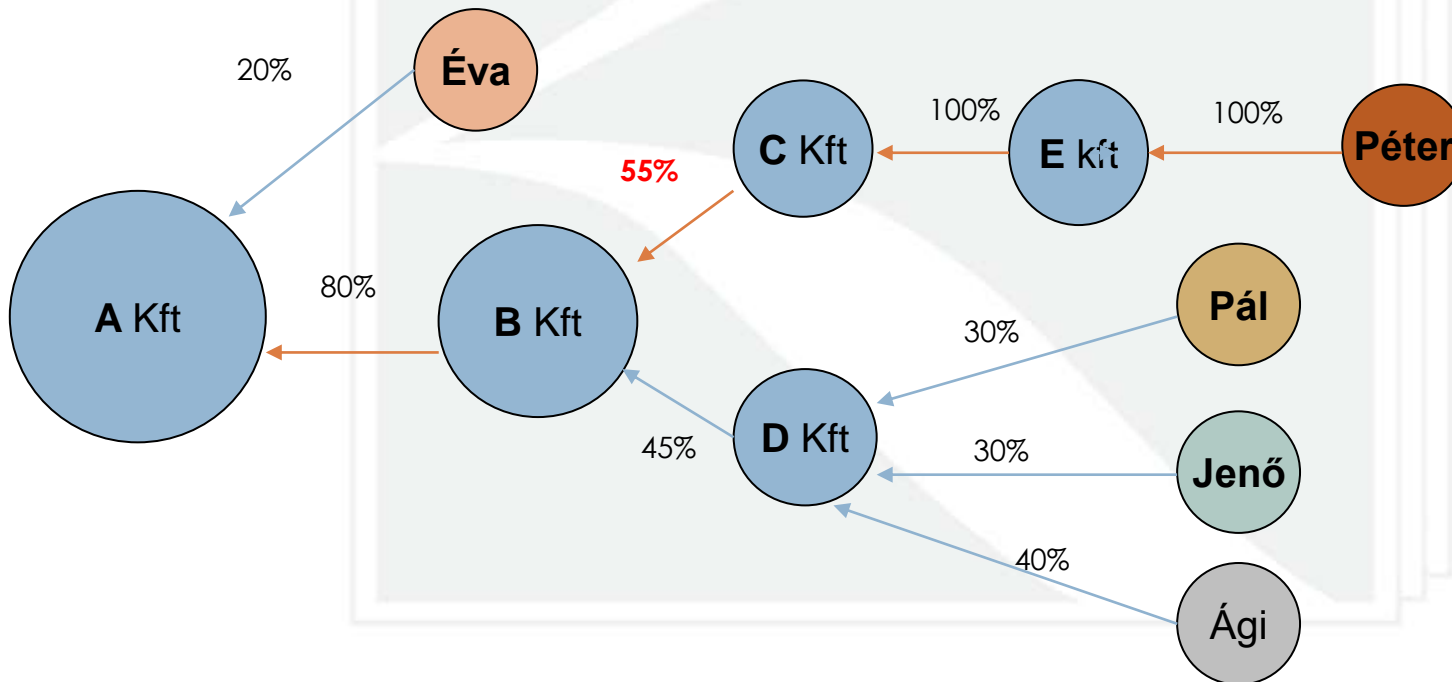 20%
Éva
C Kft
100%
E kft
100%
Péter
55%
A Kft
80%
B Kft
Pál
30%
45%
D Kft
30%
Jenő
40%
Ági